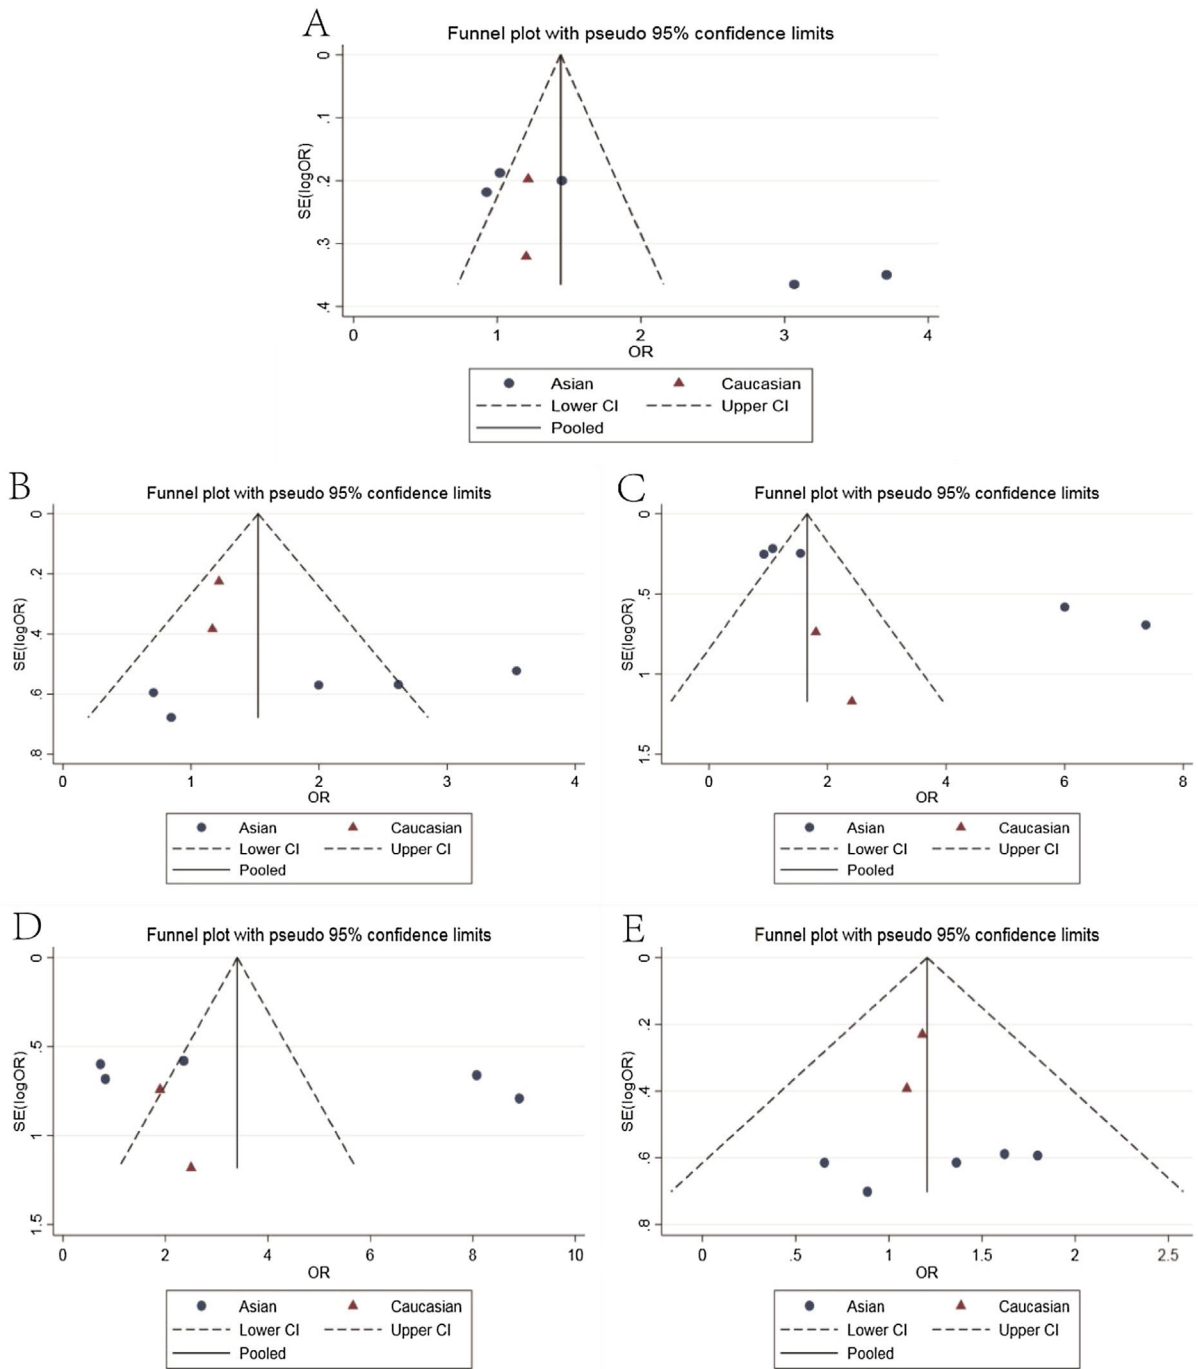 A
Funnel plot with pseudo 95% confidence limits
0
.1
.2
.3
.4
SE(logOR)
0 1 2 3 4
OR
Asian Caucasian
Lower CI Upper CI
Pooled
B
Funnel plot with pseudo 95% confidence limits
0
.2
.4
.6
.8
SE(logOR)
0 1 2 3 4
OR
Asian Caucasian
Lower CI Upper CI
Pooled
C
Funnel plot with pseudo 95% confidence limits
0
.5
1
1.5
SE(logOR)
0 2 4 6 8
OR
Asian Caucasian
Lower CI Upper CI
Pooled
D
Funnel plot with pseudo 95% confidence limits
0
.5
1
1.5
SE(logOR)
0 2 4 6 8 10
OR
Asian Caucasian
Lower CI Upper CI
Pooled
E
Funnel plot with pseudo 95% confidence limits
0
.2
.4
.6
.8
SE(logOR)
0 .5 1 1.5 2 2.5
OR
Asian Caucasian
Lower CI Upper CI
Pooled